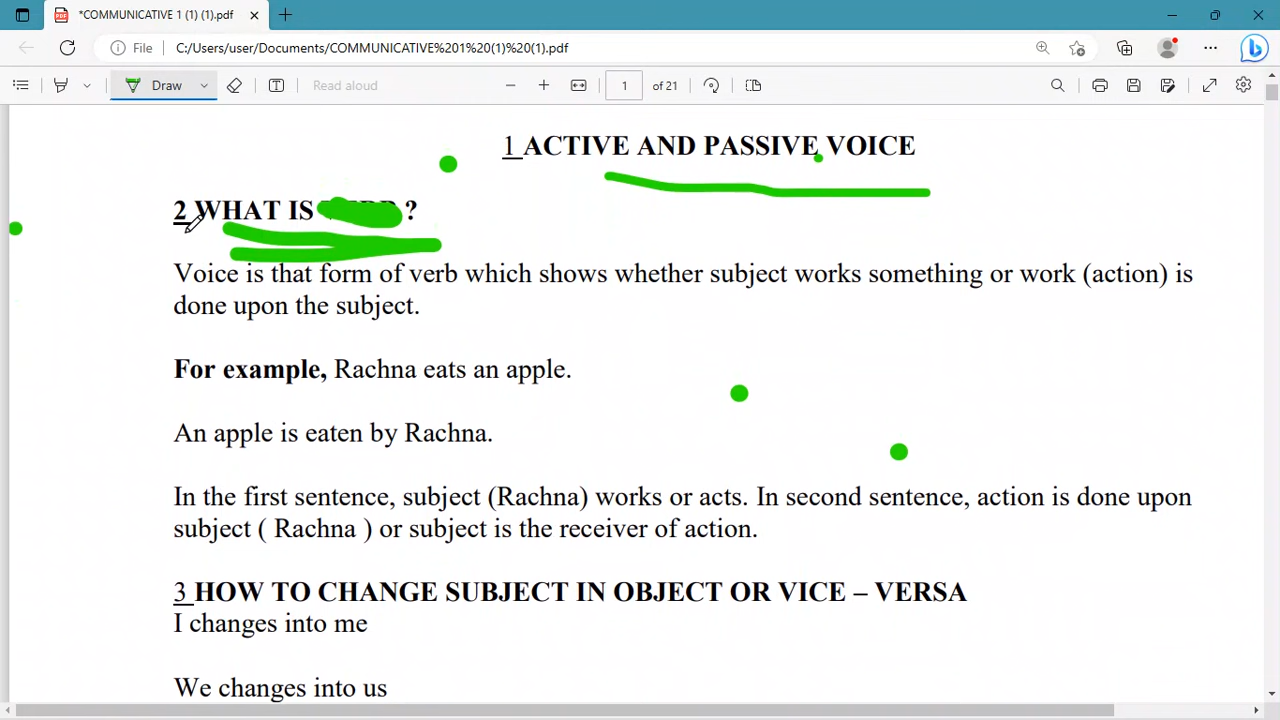 *COMMUNICATIVE 1 (1) (1).pdf
File C:/Users/user/Documents/COMMUNICATIVE%201%20(1)%20(1).pdf
Draw Read aloud 1 of 21
1 ACTIVE AND PASSIVE VOICE
2 WHAT IS ?
Voice is that form of verb which shows whether subject works something or work (action) is
done upon the subject.
For example, Rachna eats an apple.
An apple is eaten by Rachna.
In the first sentence, subject (Rachna) works or acts. In second sentence, action is done upon
subject ( Rachna ) or subject is the receiver of action.
3 HOW TO CHANGE SUBJECT IN OBJECT OR VICE – VERSA
I changes into me
We changes into us